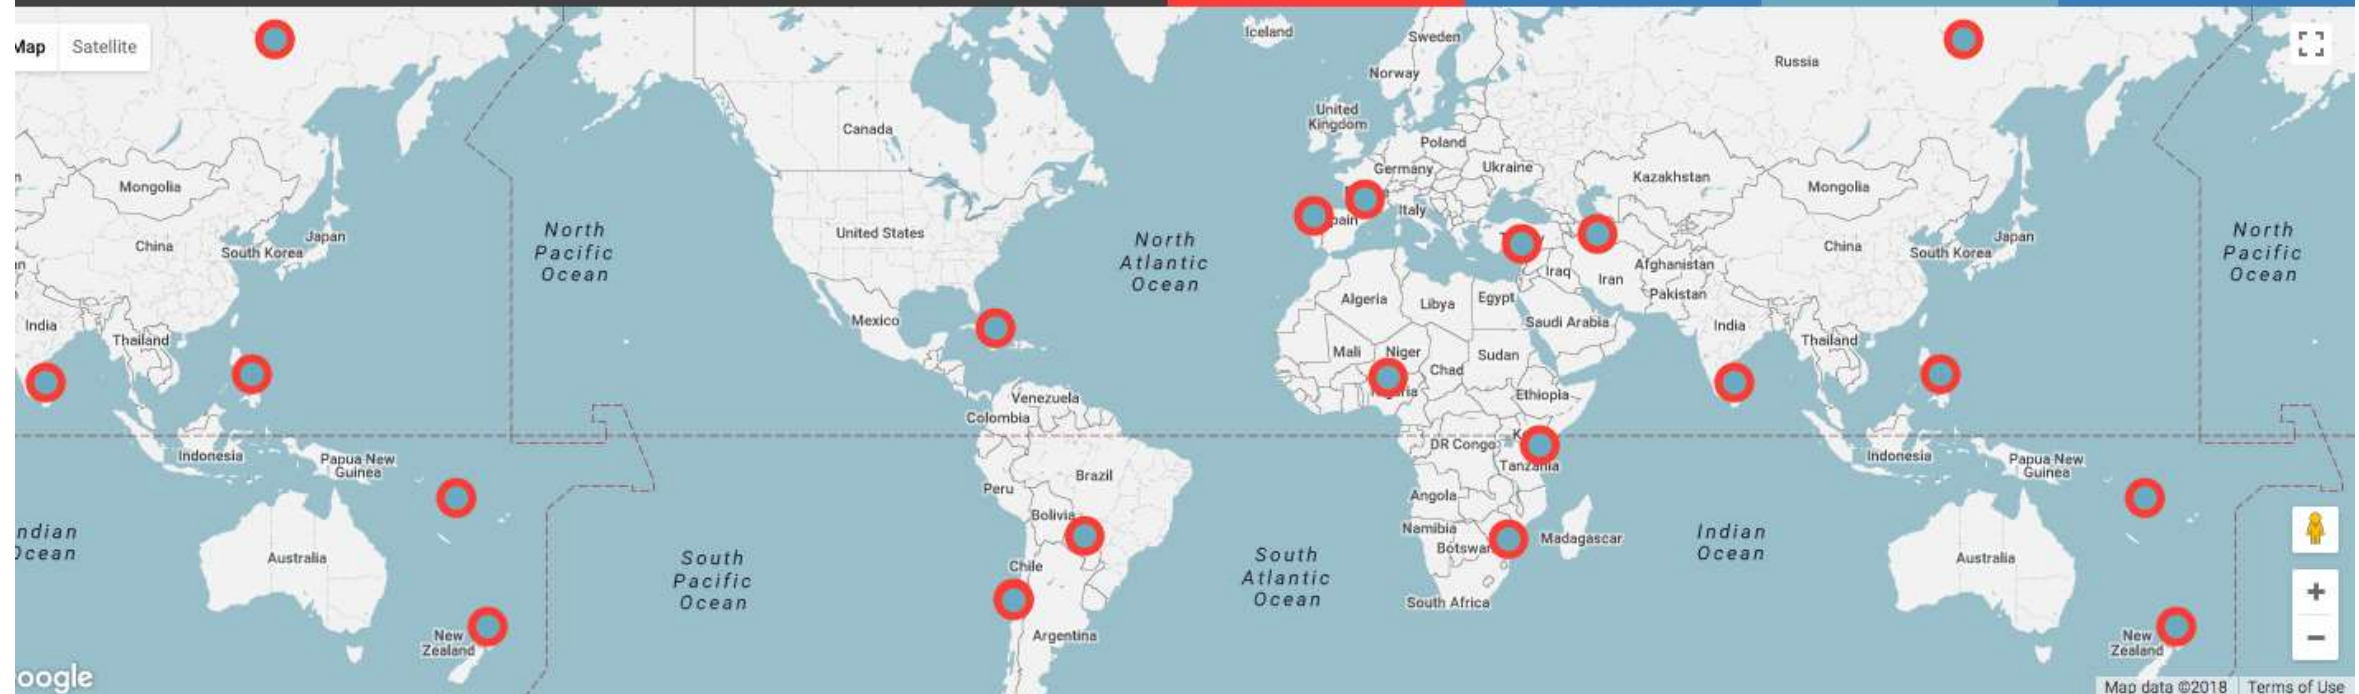 Map
Satellite
Iceland
Sweden
Norway
Russia
United
Kingdom
Canada
Poland
Germany
Ukraine
Kazakhstan
Mongolia
Mongolia
Italy
pain
United States
North
Pacific
Ocean
North
Atlantic
Ocean
North
Pacific
Ocean
China
South Korea
Japan
China
South Korea
Japan
Iraq
Iran
Afghanistan
Pakistan
Algeria
Libya
Egypt
Saudi Arabia
India
Thailand
India
Thailand
Mexico
Mali
Niger
Chad
Sudan
Ethiopia
Venezuela
Colombia
DR Congo
Tanzania
Indonesia
Papua New
Guinea
Indonesia
Papua New
Guinea
Peru
Brazil
Bolivia
Angola
Namibia
Botswan
Madagascar
ndian
Ocean
Indian
Ocean
Australia
Australia
South
Pacific
Ocean
South
Atlantic
Ocean
Chile
South Africa
Argentina
New
Zealand
New
Zealand
+
−
oogle
Map data ©2018
Terms of Use